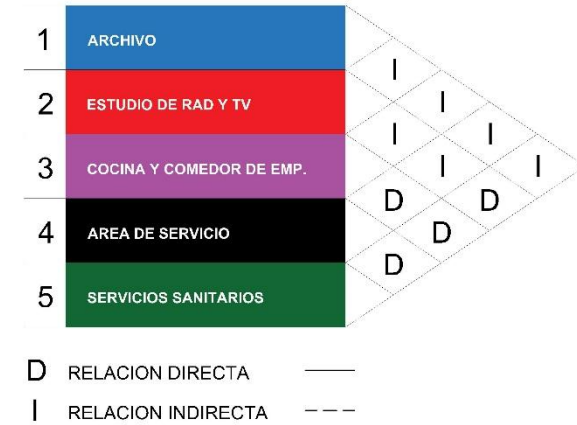 1 ARCHIVO
I
I
2 ESTUDIO DE RAD Y TV
I I
3 COCINA Y COMEDOR DE EMP.
I I
D D
4 AREA DE SERVICIO
D
D
5 SERVICIOS SANITARIOS
D RELACION DIRECTA
I RELACION INDIRECTA